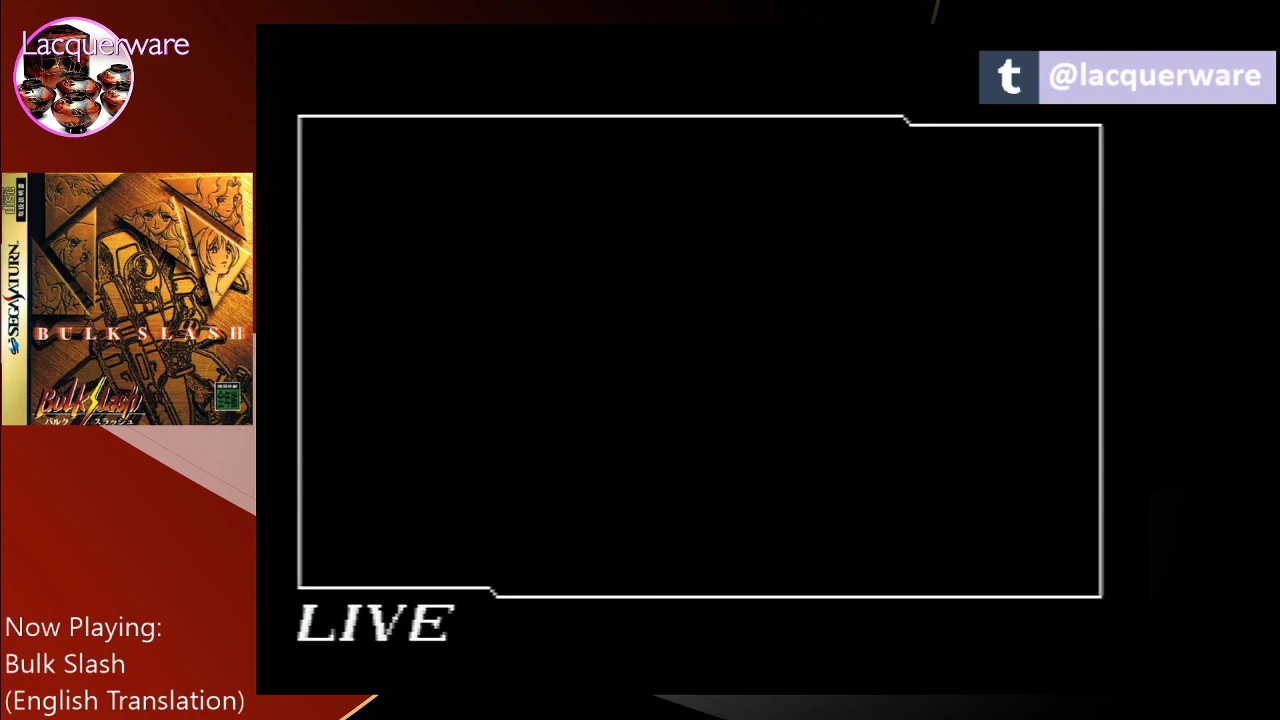 Lacquerware
t @lacquerware
SEGA SATURN
BULK SLASH
Bulk Slash
バルク スラッシュ
LIVE
Now Playing:
Bulk Slash
(English Translation)